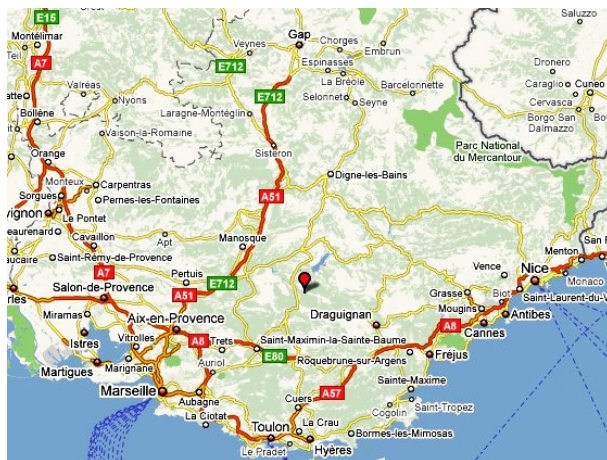 E15
Montélimar
Gap
Chorges
Embrun
Saluzzo
Veynes
Espinasses
A7
E712
La Bréole
Barcelonnette
Dronero
Caraglio
Cuneo
Valréas
Nyons
E712
Selonnet
Seyne
Cervasca
Borgo San
Dalmazzo
Bollène
Laragne-Montéglin
Vaison-la-Romaine
Parc National
du Mercantour
Orange
Sisteron
Monteux
Carpentras
Digne-les-Bains
Sorgues
Pernes-les-Fontaines
A51
Le Pontet
Cavaillon
Apt
Manosque
Menton
San R
Saint-Rémy-de-Provence
Vence
Nice
Monaco
A7
Pertuis
E712
Salon-de-Provence
A51
Grasse
Biot
Saint-Laurent-du-V
Miramas
Aix-en-Provence
Draguignan
Mougins
Antibes
Istres
Vitrolles
A8
Trets
Saint-Maximin-la-Sainte-Baume
A8
Cannes
Martigues
Marignane
Auriol
E80
Roquebrune-sur-Argens
Fréjus
Marseille
Aubagne
A57
Sainte-Maxime
Cuers
Cogolin
Saint-Tropez
La Ciotat
Toulon
La Crau
Bormes-les-Mimosas
Le Pradet
Hyères